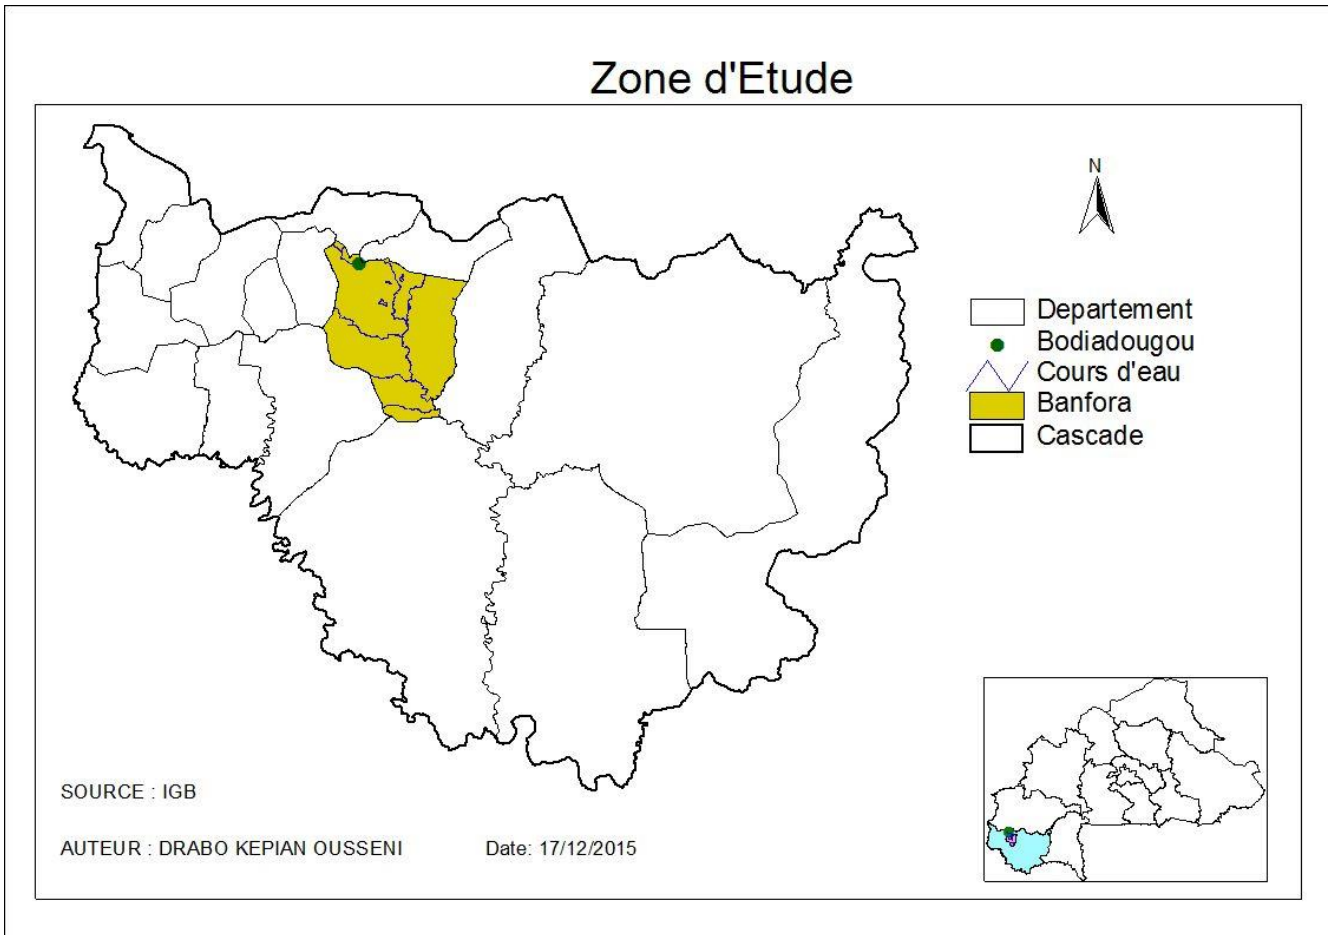 Zone d'Etude
N
Departement
Bodiadougou
Cours d'eau
Banfora
Cascade
SOURCE : IGB
AUTEUR : DRABO KEPIAN OUSSENI
Date: 17/12/2015